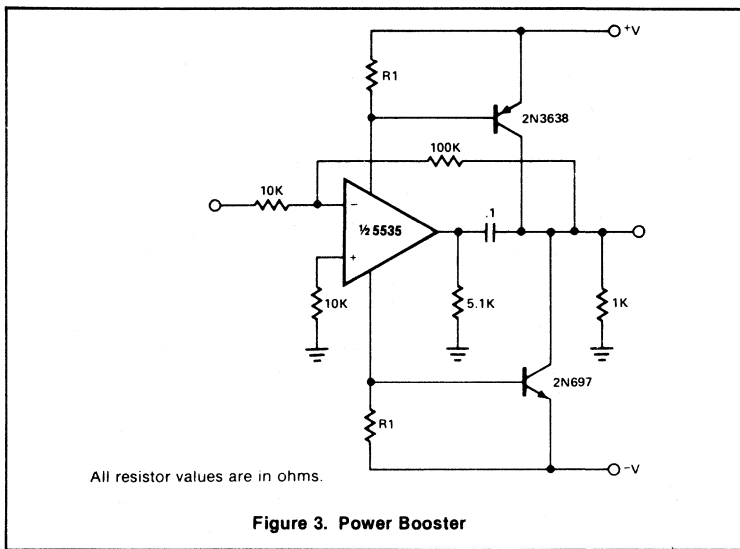 +V
R1
2N3638
100K
10K
−
½ 5535
.1
+
10K
5.1K
1K
2N697
R1
−V
All resistor values are in ohms.
Figure 3. Power Booster